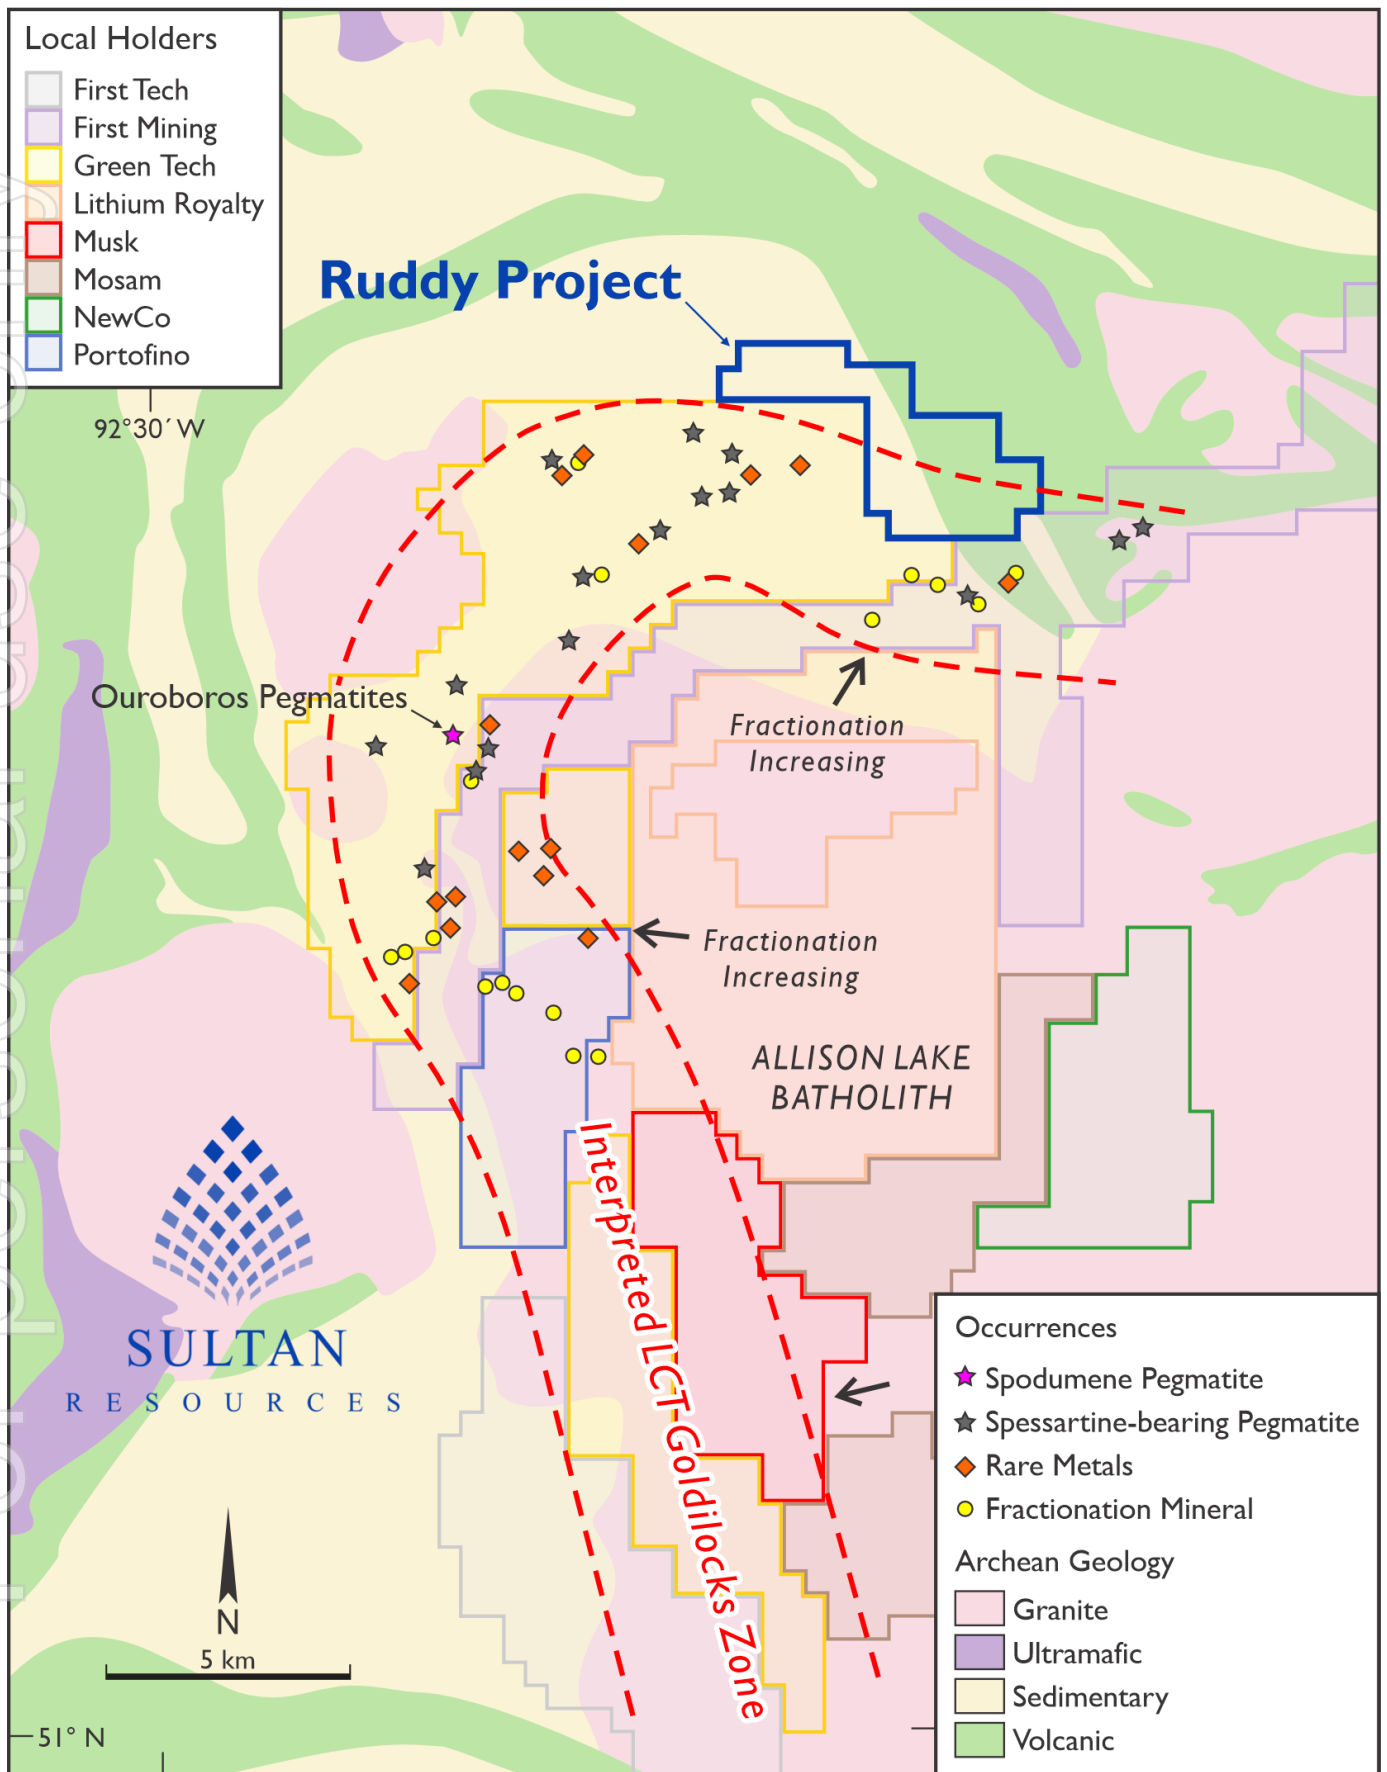 Local Holders
First Tech
First Mining
Green Tech
Lithium Royalty
Musk
Mosam
NewCo
Portofino
92°30´ W
Ruddy Project
Ouroboros Pegmatites
Fractionation
Increasing
Fractionation
Increasing
ALLISON LAKE
BATHOLITH
Interpreted LCT Goldilocks Zone
SULTAN
RESOURCES
N
5 km
51° N
Occurrences
Spodumene Pegmatite
Spessartine-bearing Pegmatite
Rare Metals
Fractionation Mineral
Archean Geology
Granite
Ultramafic
Sedimentary
Volcanic